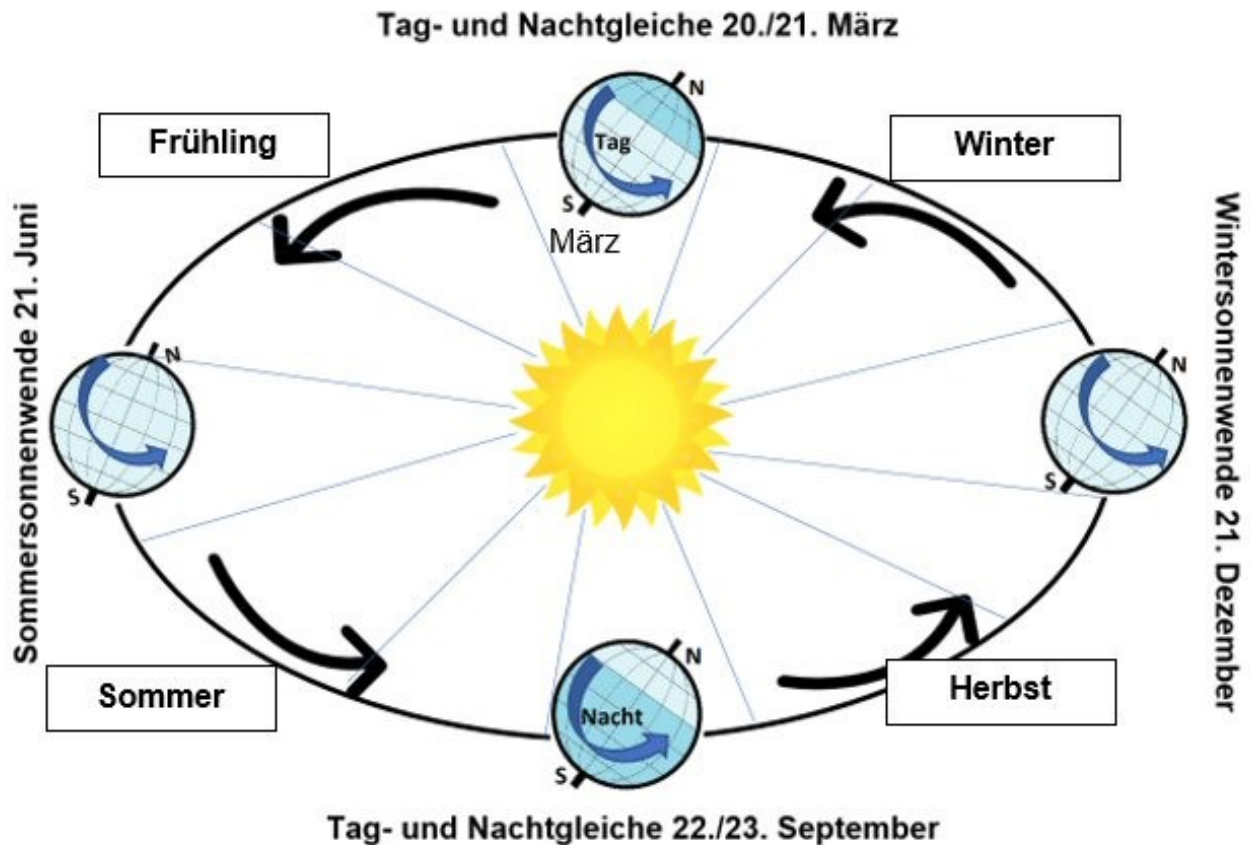 Tag- und Nachtgleiche 20./21. März
N
Frühling
Tag
Winter
S
März
Sommersonnenwende 21. Juni
N
S
N
S
Wintersonnenwende 21. Dezember
N
Sommer
Nacht
Herbst
S
Tag- und Nachtgleiche 22./23. September